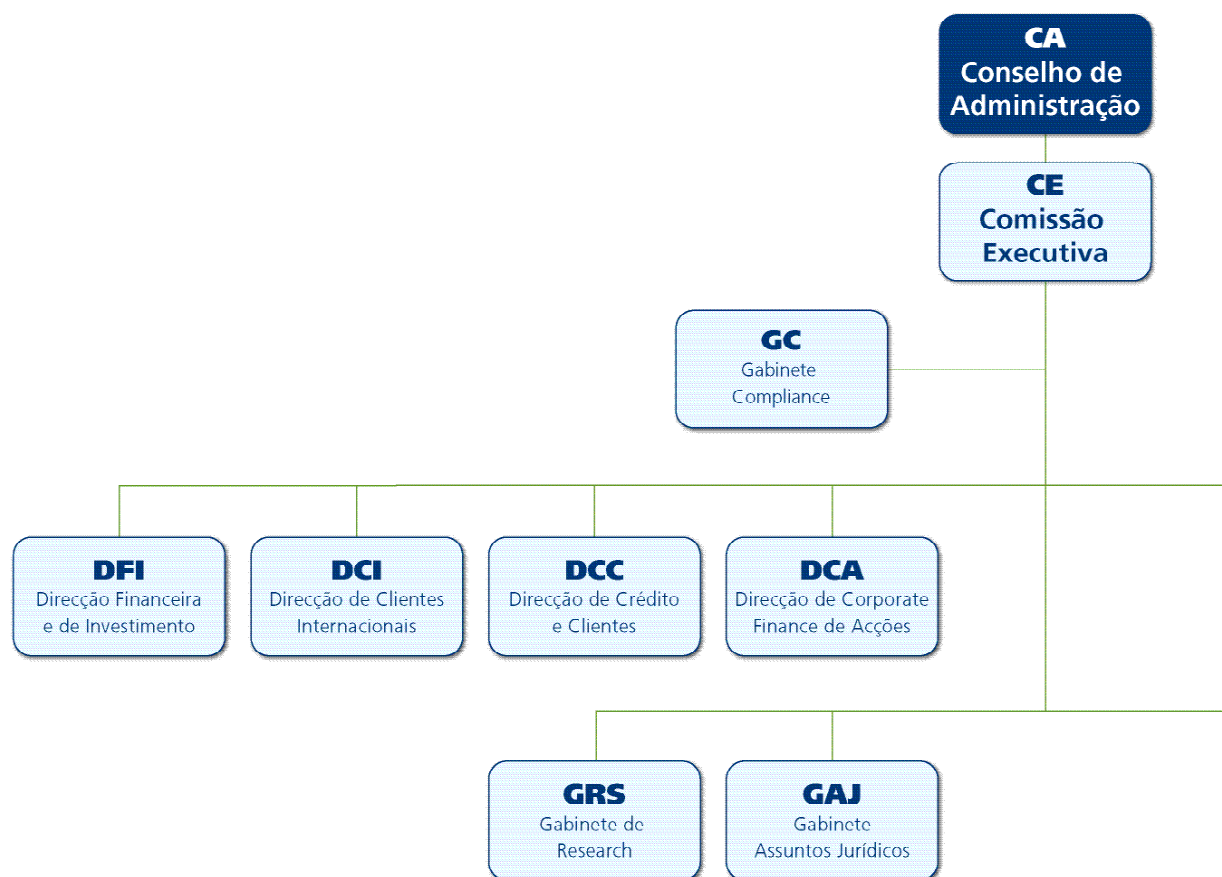 CA
Conselho de
Administração
CE
Comissão
Executiva
GC
Gabinete
Compliance
DFI
Direcção Financeira
e de Investimento
DCI
Direcção de Clientes
Internacionais
DCC
Direcção de Crédito
e Clientes
DCA
Direcção de Corporate
Finance de Acções
GRS
Gabinete de
Research
GAJ
Gabinete
Assuntos Jurídicos